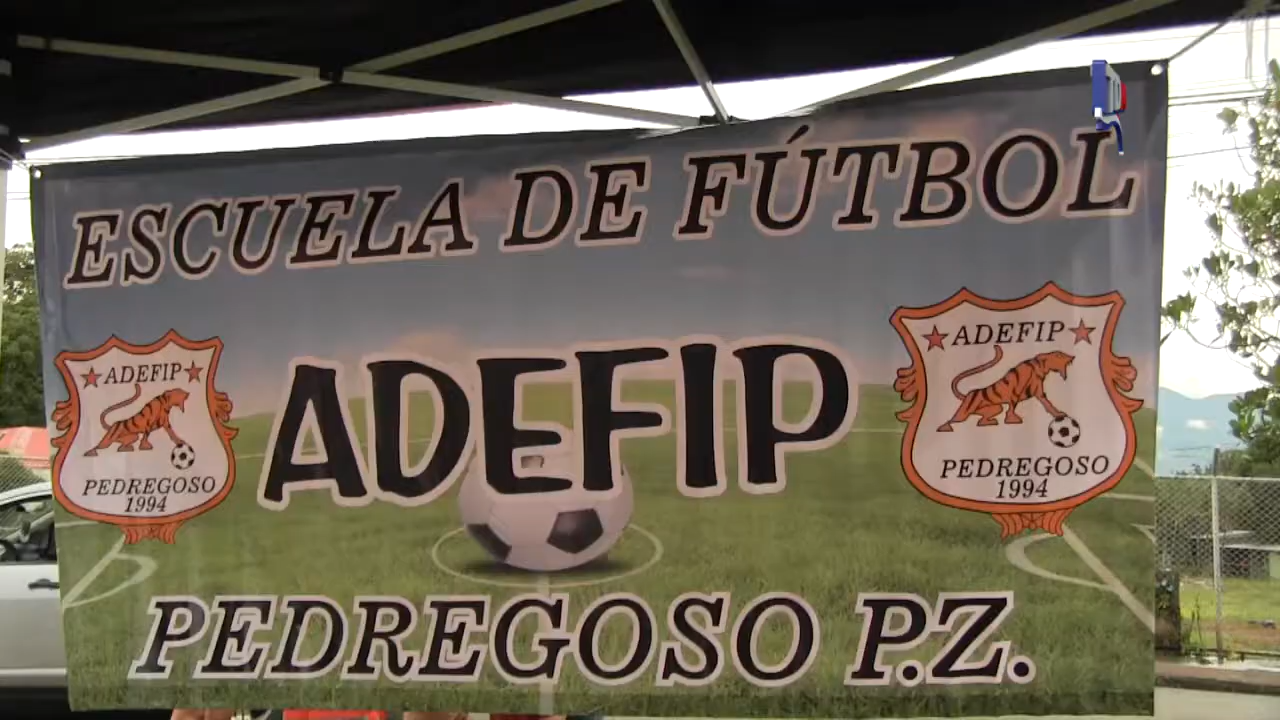 ESCUELA DE FÚTBOL
ADEFIP
PEDREGOSO
1994
ADEFIP
ADEFIP
PEDREGOSO
1994
PEDREGOSO P.Z.